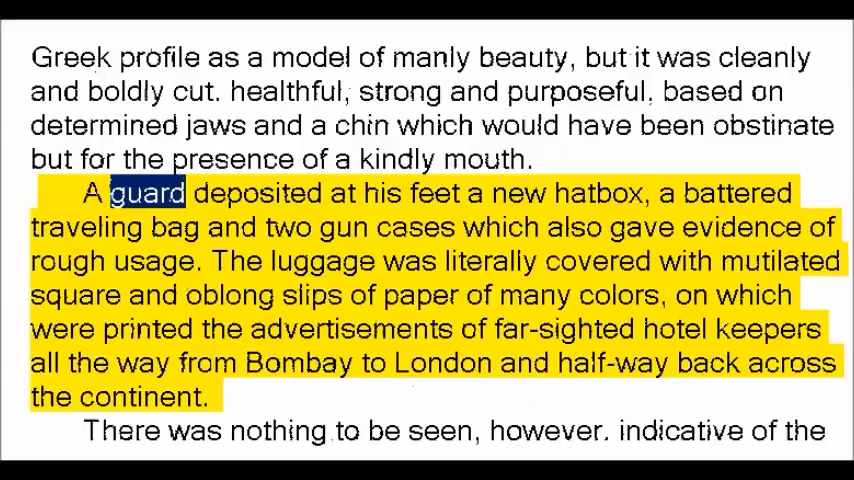 Greek profile as a model of manly beauty, but it was cleanly
and boldly cut. healthful, strong and purposeful, based on
determined jaws and a chin which would have been obstinate
but for the presence of a kindly mouth.
A guard deposited at his feet a new hatbox, a battered
traveling bag and two gun cases which also gave evidence of
rough usage. The luggage was literally covered with mutilated
square and oblong slips of paper of many colors, on which
were printed the advertisements of far-sighted hotel keepers
all the way from Bombay to London and half-way back across
the continent.
There was nothing to be seen, however. indicative of the